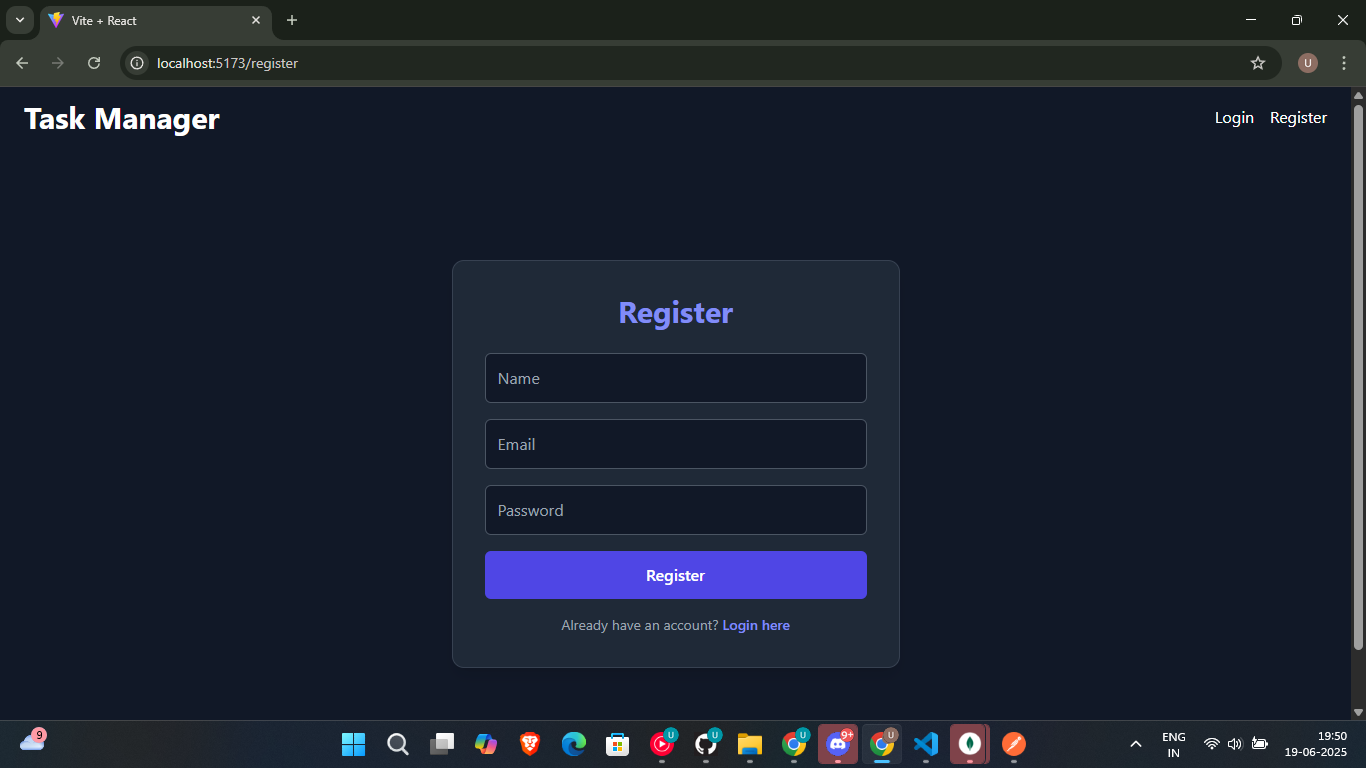 Vite + React
localhost:5173/register
U
Task Manager
Login Register
Register
Name
Email
Password
Register
Already have an account? Login here
9
U
U
U
9+
U
ENG
IN
19:50
19-06-2025